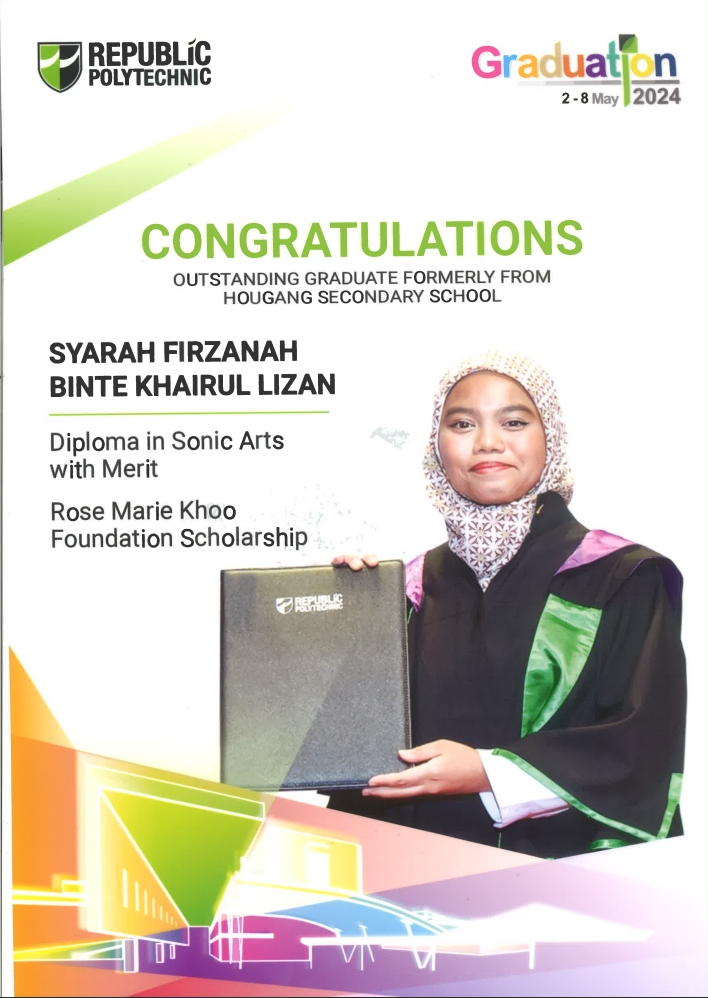 REPUBLIC
POLYTECHNIC
Graduation
2 - 8 May 2024
CONGRATULATIONS
OUTSTANDING GRADUATE FORMERLY FROM
HOUGANG SECONDARY SCHOOL
SYARAH FIRZANAH
BINTE KHAIRUL LIZAN
Diploma in Sonic Arts
with Merit
Rose Marie Khoo
Foundation Scholarship
REPUBLIC
POLYTECHNIC